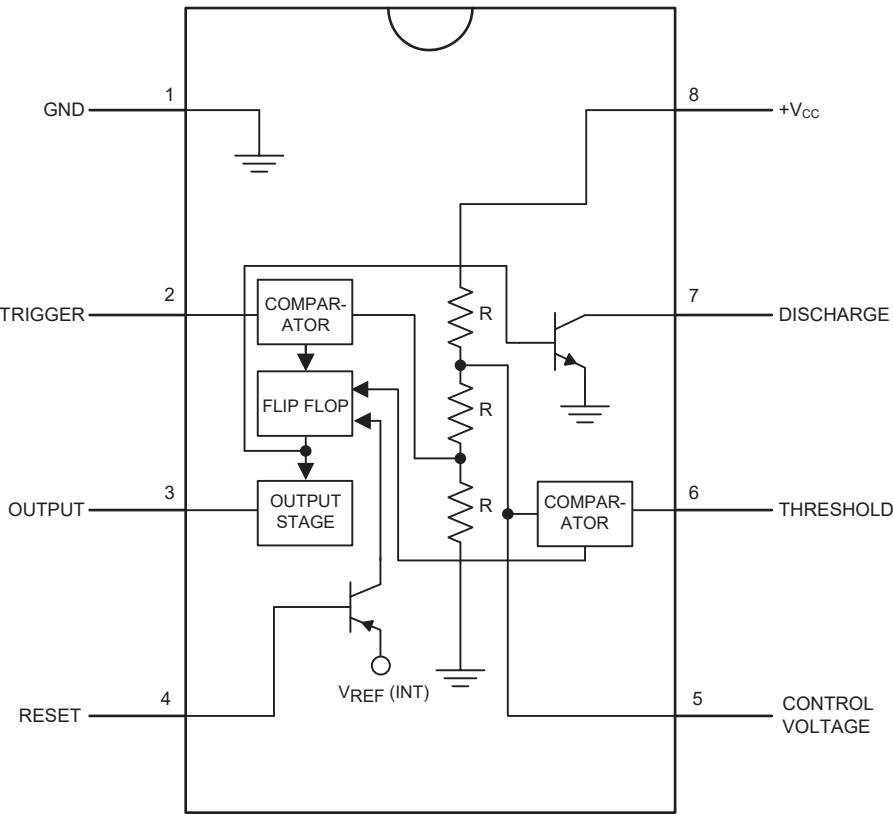 1
8
GND
+VCC
2
7
TRIGGER
COMPAR-
ATOR
R
DISCHARGE
FLIP FLOP
R
3
6
OUTPUT
OUTPUT
STAGE
R
COMPAR-
ATOR
THRESHOLD
VREF (INT)
4
5
RESET
CONTROL
VOLTAGE